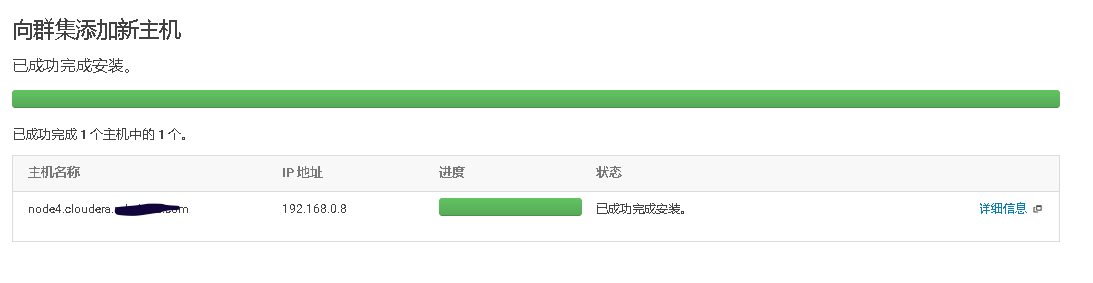 向群集添加新主机
已成功完成安装。
已成功完成 1 个主机中的 1 个。
主机名称 IP 地址 进度 状态
node4.cloudera. com 192.168.0.8 已成功完成安装。 详细信息